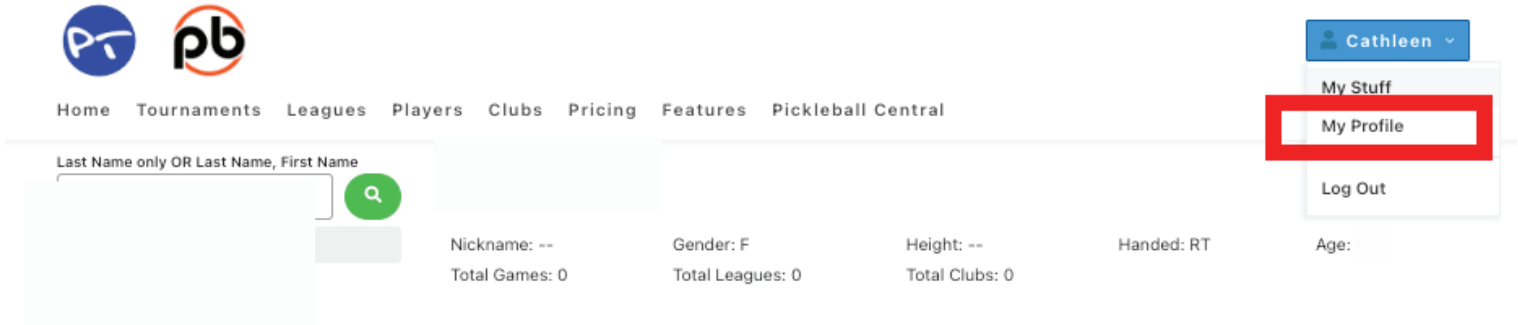 PT pb
Cathleen
My Stuff
My Profile
Log Out
Home Tournaments Leagues Players Clubs Pricing Features Pickleball Central
Last Name only OR Last Name, First Name
Nickname: -- Gender: F Height: -- Handed: RT Age:
Total Games: 0 Total Leagues: 0 Total Clubs: 0